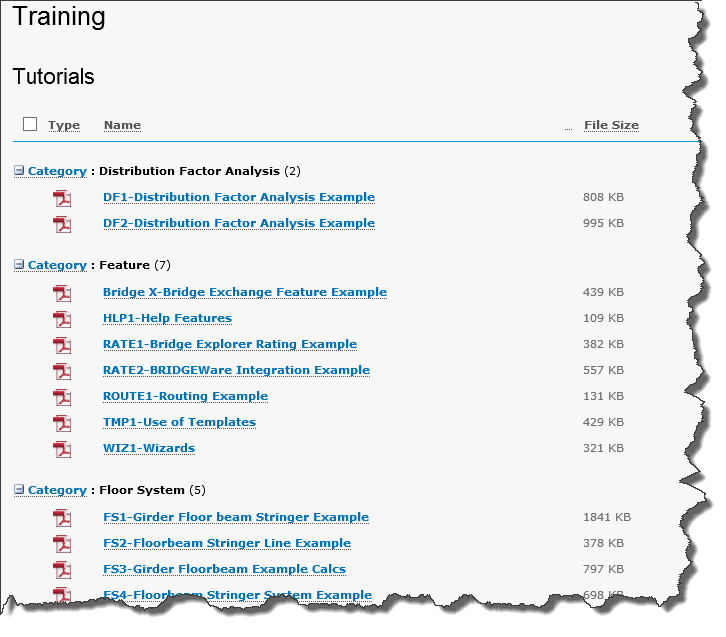 Training
Tutorials
Type Name ... File Size
Category : Distribution Factor Analysis (2)
DF1-Distribution Factor Analysis Example 808 KB
DF2-Distribution Factor Analysis Example 995 KB
Category : Feature (7)
Bridge X-Bridge Exchange Feature Example 439 KB
HLP1-Help Features 109 KB
RATE1-Bridge Explorer Rating Example 382 KB
RATE2-BRIDGEWare Integration Example 557 KB
ROUTE1-Routing Example 131 KB
TMP1-Use of Templates 429 KB
WIZ1-Wizards 321 KB
Category : Floor System (5)
FS1-Girder Floor beam Stringer Example 1841 KB
FS2-Floorbeam Stringer Line Example 378 KB
FS3-Girder Floorbeam Example Calcs 797 KB
FS4-Floorbeam Stringer System Example 698 KB